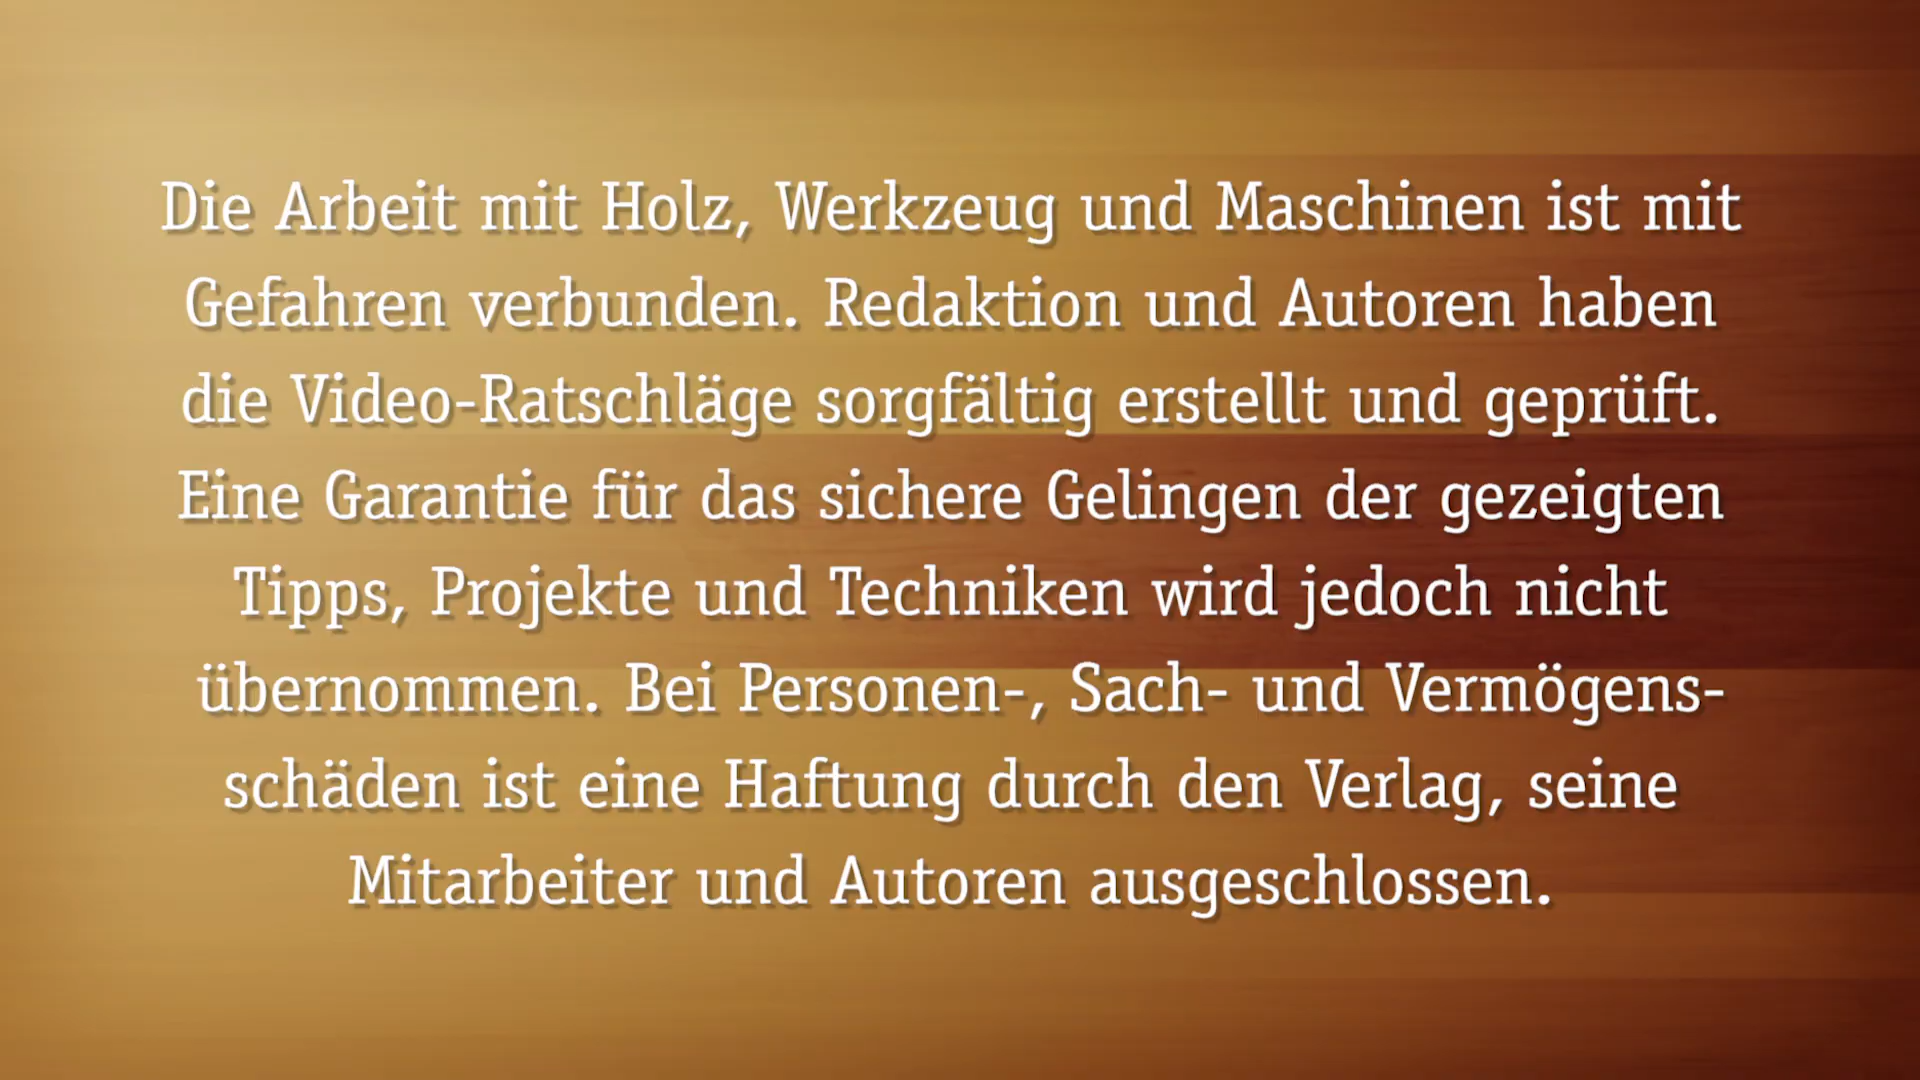 Die Arbeit mit Holz, Werkzeug und Maschinen ist mit
Gefahren verbunden. Redaktion und Autoren haben
die Video-Ratschläge sorgfältig erstellt und geprüft.
Eine Garantie für das sichere Gelingen der gezeigten
Tipps, Projekte und Techniken wird jedoch nicht
übernommen. Bei Personen-, Sach- und Vermögens-
schäden ist eine Haftung durch den Verlag, seine
Mitarbeiter und Autoren ausgeschlossen.